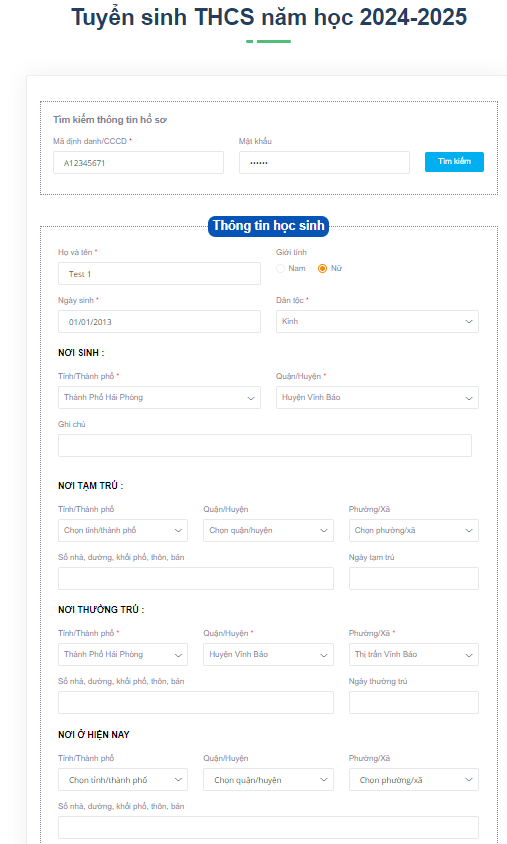 Tuyển sinh THCS năm học 2024-2025
Tìm kiếm thông tin hồ sơ
Mã định danh/CCCD * Mật khẩu
A12345671 •••••• Tìm kiếm
Thông tin học sinh
Họ và tên * Giới tính
Test 1 Nam Nữ
Ngày sinh * Dân tộc *
01/01/2013 Kinh
NƠI SINH :
Tỉnh/Thành phố * Quận/Huyện *
Thành Phố Hải Phòng Huyện Vĩnh Bảo
Ghi chú
NƠI TẠM TRÚ :
Tỉnh/Thành phố Quận/Huyện Phường/Xã
Chọn tỉnh/thành phố Chọn quận/huyện Chọn phường/xã
Số nhà, đường, khối phố, thôn, bản Ngày tạm trú
NƠI THƯỜNG TRÚ :
Tỉnh/Thành phố * Quận/Huyện * Phường/Xã *
Thành Phố Hải Phòng Huyện Vĩnh Bảo Thị trấn Vĩnh Bảo
Số nhà, đường, khối phố, thôn, bản Ngày thường trú
NƠI Ở HIỆN NAY
Tỉnh/Thành phố Quận/Huyện Phường/Xã
Chọn tỉnh/thành phố Chọn quận/huyện Chọn phường/xã
Số nhà, đường, khối phố, thôn, bản